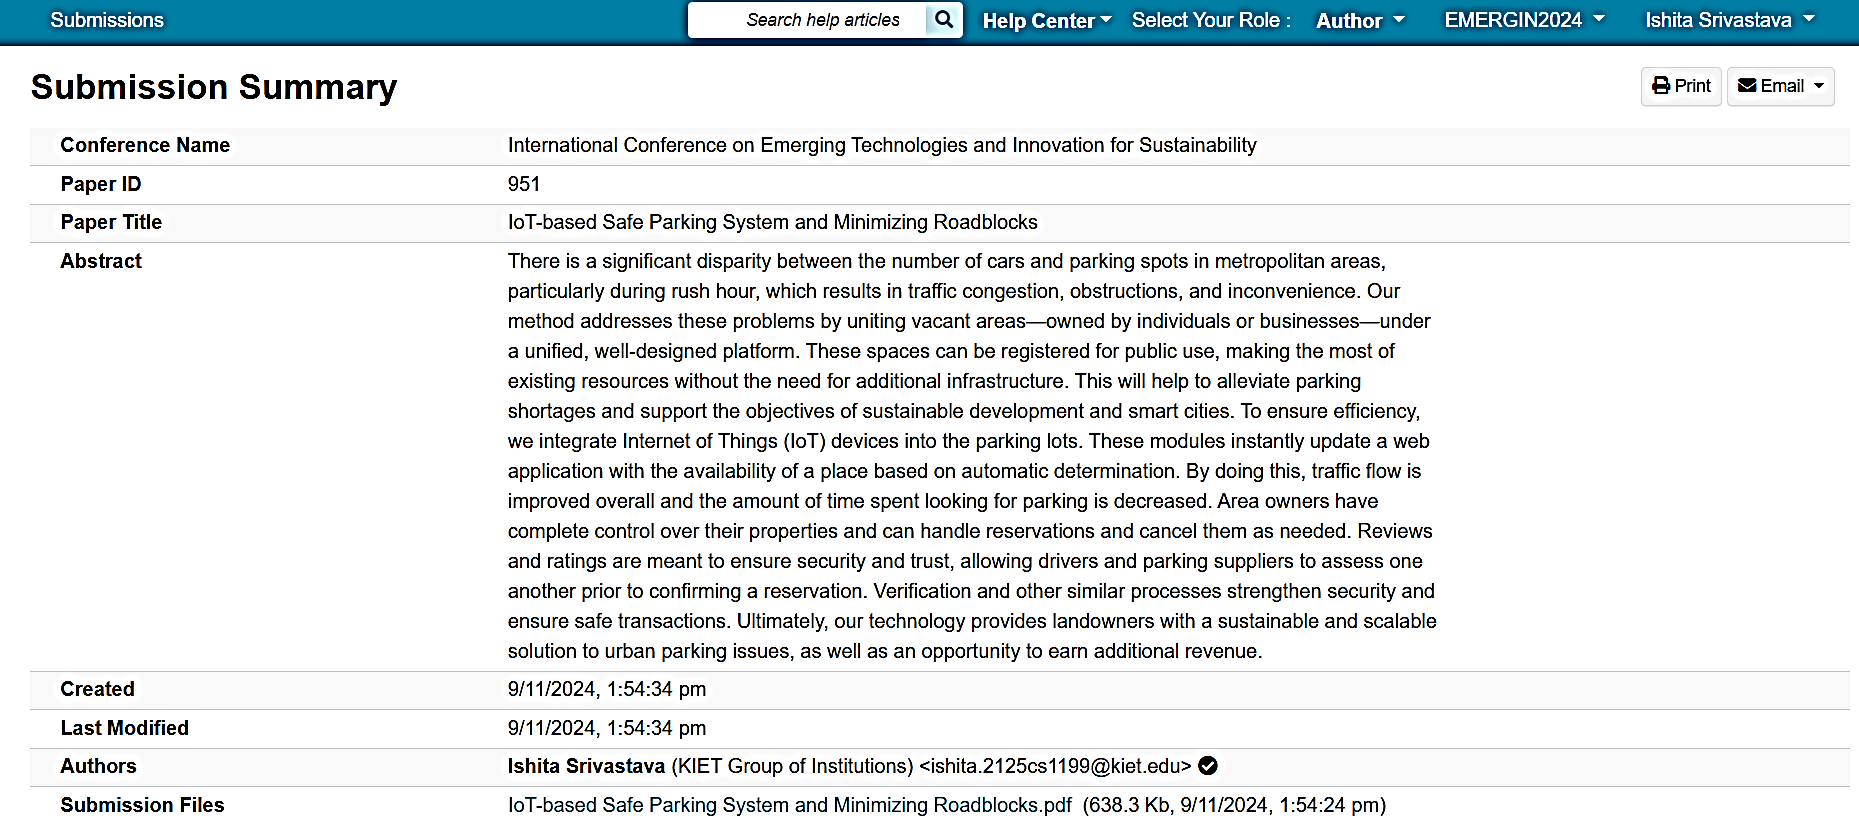 Submissions Search help articles Help Center Select Your Role : Author EMERGIN2024 Ishita Srivastava
Submission Summary Print Email
Conference Name International Conference on Emerging Technologies and Innovation for Sustainability
Paper ID 951
Paper Title IoT-based Safe Parking System and Minimizing Roadblocks
Abstract There is a significant disparity between the number of cars and parking spots in metropolitan areas,
particularly during rush hour, which results in traffic congestion, obstructions, and inconvenience. Our
method addresses these problems by uniting vacant areas—owned by individuals or businesses—under
a unified, well-designed platform. These spaces can be registered for public use, making the most of
existing resources without the need for additional infrastructure. This will help to alleviate parking
shortages and support the objectives of sustainable development and smart cities. To ensure efficiency,
we integrate Internet of Things (IoT) devices into the parking lots. These modules instantly update a web
application with the availability of a place based on automatic determination. By doing this, traffic flow is
improved overall and the amount of time spent looking for parking is decreased. Area owners have
complete control over their properties and can handle reservations and cancel them as needed. Reviews
and ratings are meant to ensure security and trust, allowing drivers and parking suppliers to assess one
another prior to confirming a reservation. Verification and other similar processes strengthen security and
ensure safe transactions. Ultimately, our technology provides landowners with a sustainable and scalable
solution to urban parking issues, as well as an opportunity to earn additional revenue.
Created 9/11/2024, 1:54:34 pm
Last Modified 9/11/2024, 1:54:34 pm
Authors Ishita Srivastava (KIET Group of Institutions) <ishita.2125cs1199@kiet.edu>
Submission Files IoT-based Safe Parking System and Minimizing Roadblocks.pdf (638.3 Kb, 9/11/2024, 1:54:24 pm)